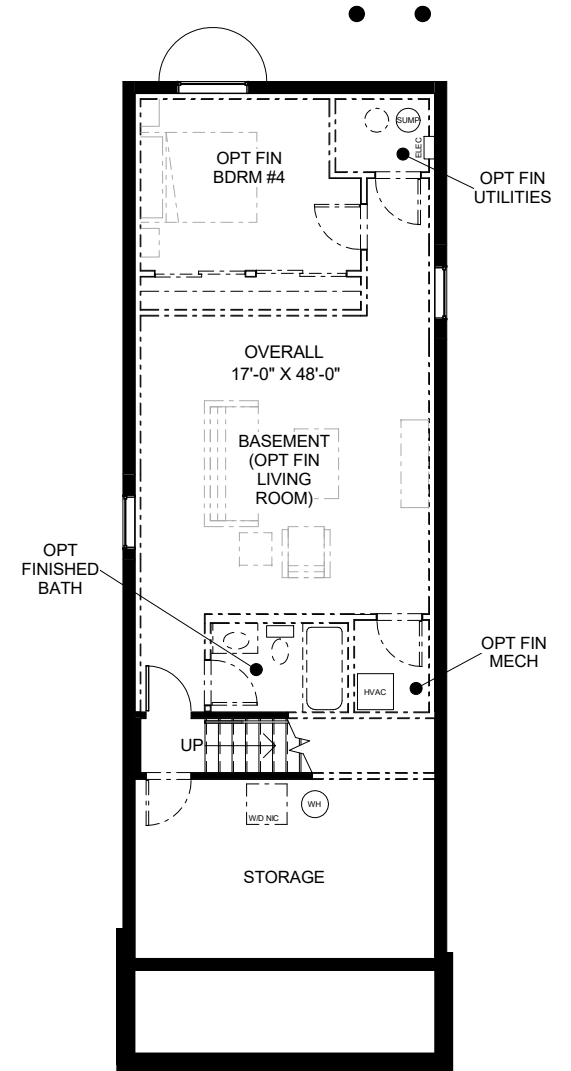 SUMP
ELEC
OPT FIN
BDRM #4
OPT FIN
UTILITIES
OVERALL
17'-0" X 48'-0"
BASEMENT
(OPT FIN
LIVING
ROOM)
OPT
FINISHED
BATH
OPT FIN
MECH
HVAC
UP
W/D NIC
WH
STORAGE